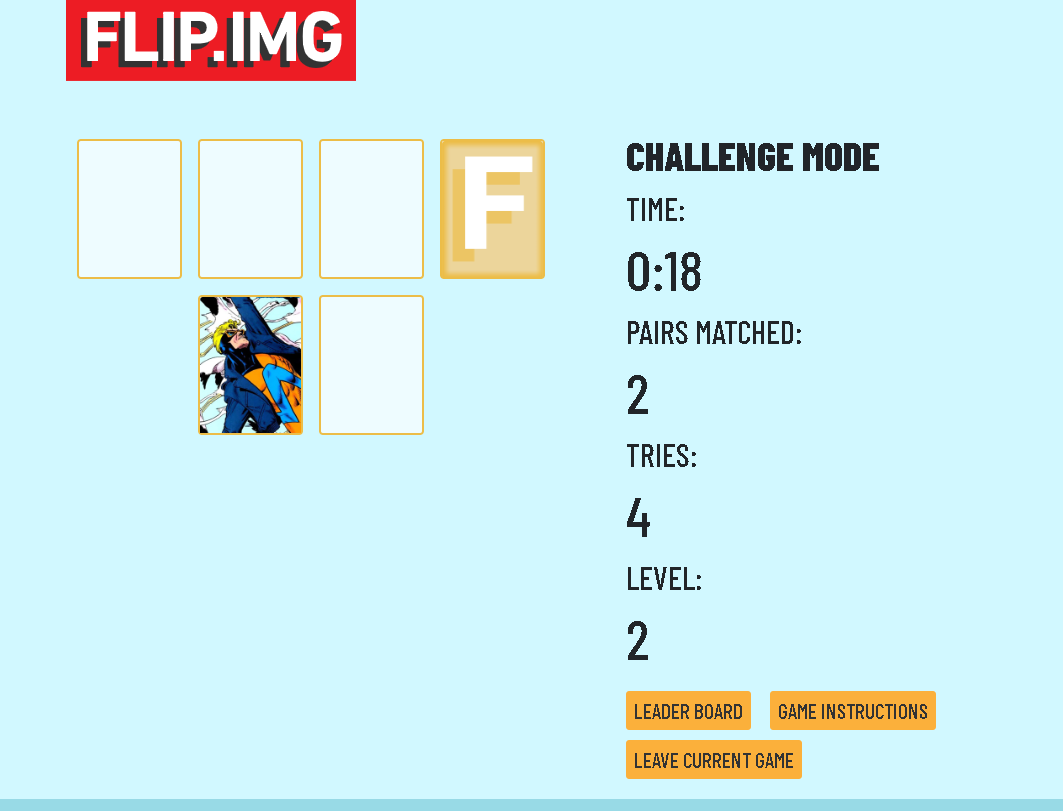 FLIP.IMG
F
CHALLENGE MODE
TIME:
0:18
PAIRS MATCHED:
2
TRIES:
4
LEVEL:
2
LEADER BOARD
GAME INSTRUCTIONS
LEAVE CURRENT GAME